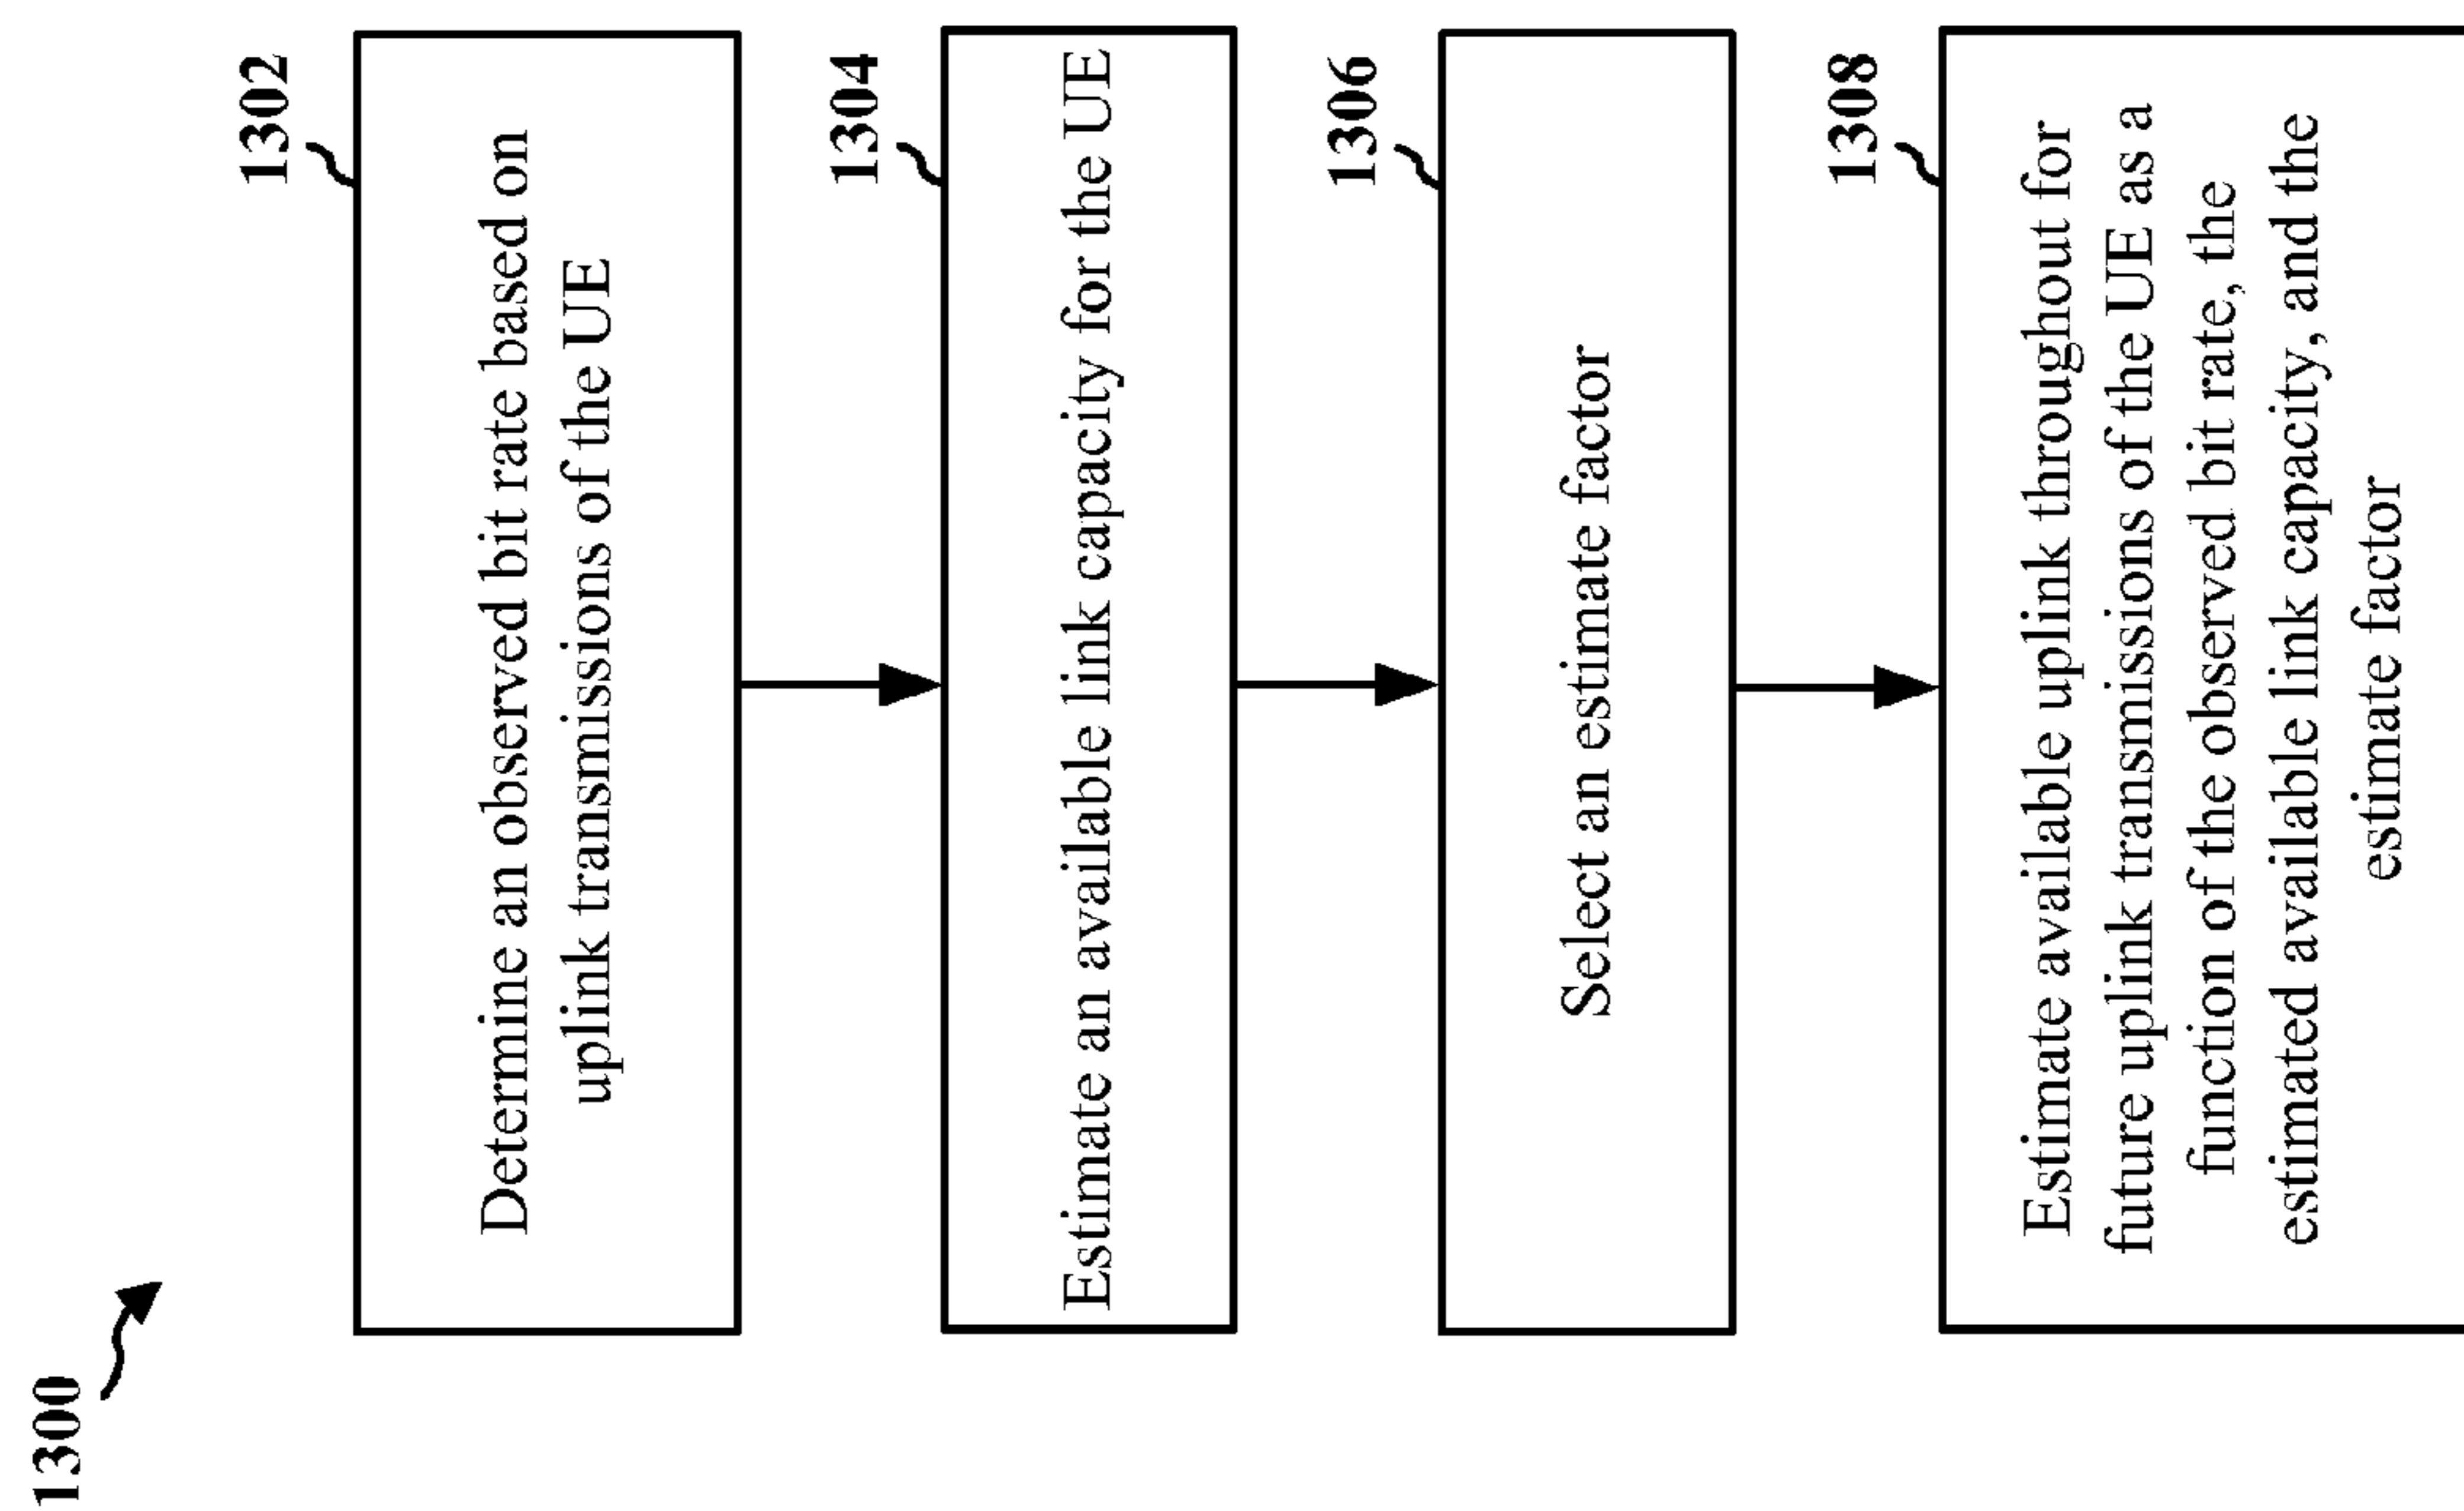 1300
1302
Determine an observed bit rate based on
uplink transmissions of the UE
1304
Estimate an available link capacity for the UE
1306
Select an estimate factor
1308
Estimate available uplink throughout for
future uplink transmissions of the UE as a
function of the observed bit rate, the
estimated available link capacity, and the
estimate factor